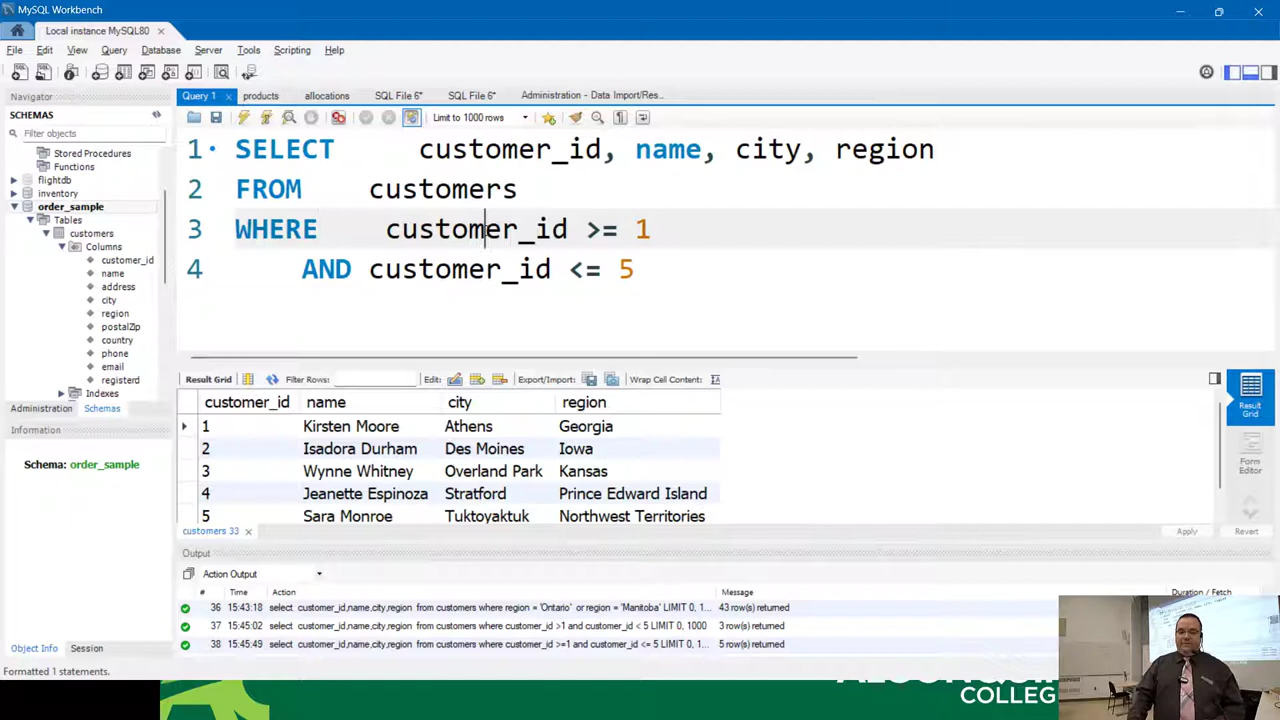 MySQL Workbench
Local instance MySQL80
File Edit View Query Database Server Tools Scripting Help
Navigator
SCHEMAS
Filter objects
Stored Procedures
Functions
flightdb
inventory
order_sample
Tables
customers
Columns
customer_id
name
address
city
region
postalZip
country
phone
email
registerd
Indexes
Administration Schemas
Information
Schema: order_sample
Object Info Session
Query 1 products allocations SQL File 6* SQL File 6* Administration - Data Import/Res...
Limit to 1000 rows
1 SELECT customer_id, name, city, region
2 FROM customers
3 WHERE customer_id >= 1
4 AND customer_id <= 5
Result Grid Filter Rows: Edit: Export/Import: Wrap Cell Content:
customer_id name city region
1 Kirsten Moore Athens Georgia
2 Isadora Durham Des Moines Iowa
3 Wynne Whitney Overland Park Kansas
4 Jeanette Espinoza Stratford Prince Edward Island
5 Sara Monroe Tuktoyaktuk Northwest Territories
Result Grid
Form Editor
customers 33 Apply Revert
Output
Action Output
# Time Action Message Duration / Fetch
36 15:43:18 select customer_id,name,city,region from customers where region = 'Ontario' or region = 'Manitoba' LIMIT 0, 1... 43 row(s) returned
37 15:45:02 select customer_id,name,city,region from customers where customer_id >1 and customer_id < 5 LIMIT 0, 1000 3 row(s) returned
38 15:45:49 select customer_id,name,city,region from customers where customer_id >=1 and customer_id <= 5 LIMIT 0, 1... 5 row(s) returned
Formatted 1 statements.
COLLEG